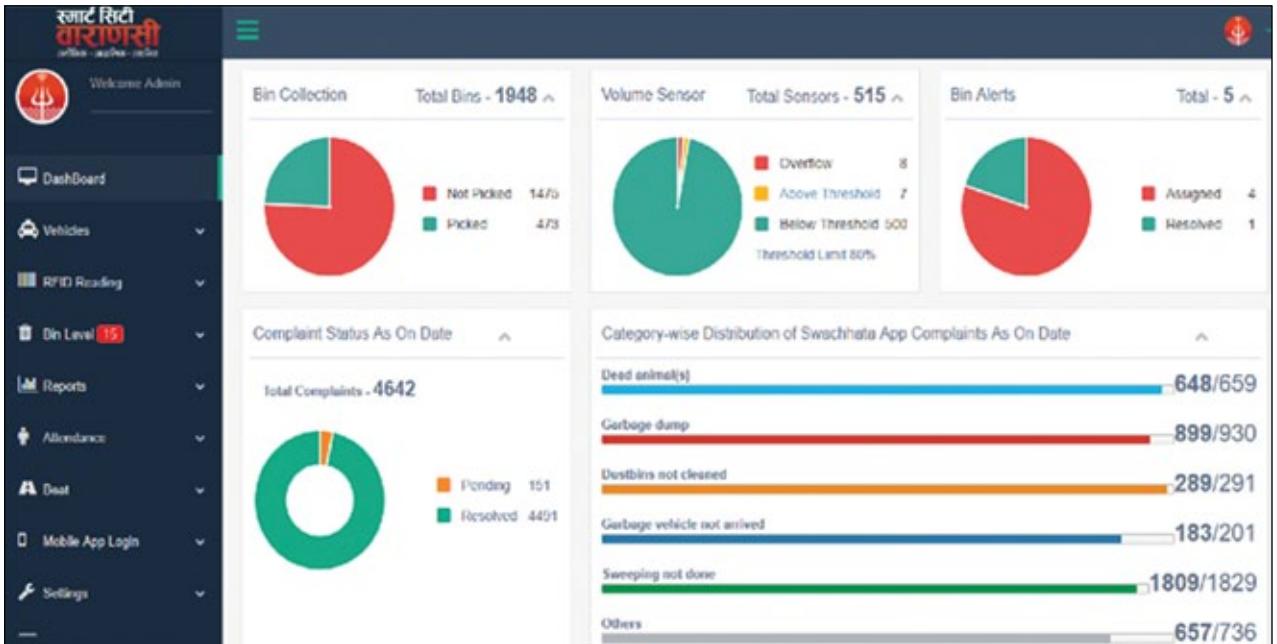 स्मार्ट सिटी
वाराणसी
Welcome Admin
DashBoard
Vehicles
RFID Reading
Bin Level 15
Reports
Attendance
Beat
Mobile App Login
Settings
Bin Collection Total Bins - 1948
Not Picked 1475
Picked 473
Volume Sensor Total Sensors - 515
Overflow 8
Above Threshold 7
Below Threshold 500
Threshold Limit 80%
Bin Alerts Total - 5
Assigned 4
Resolved 1
Complaint Status As On Date
Total Complaints - 4642
Pending 151
Resolved 4491
Category-wise Distribution of Swachhata App Complaints As On Date
Dead animal(s) 648/659
Garbage dump 899/930
Dustbins not cleaned 289/291
Garbage vehicle not arrived 183/201
Sweeping not done 1809/1829
Others 657/736